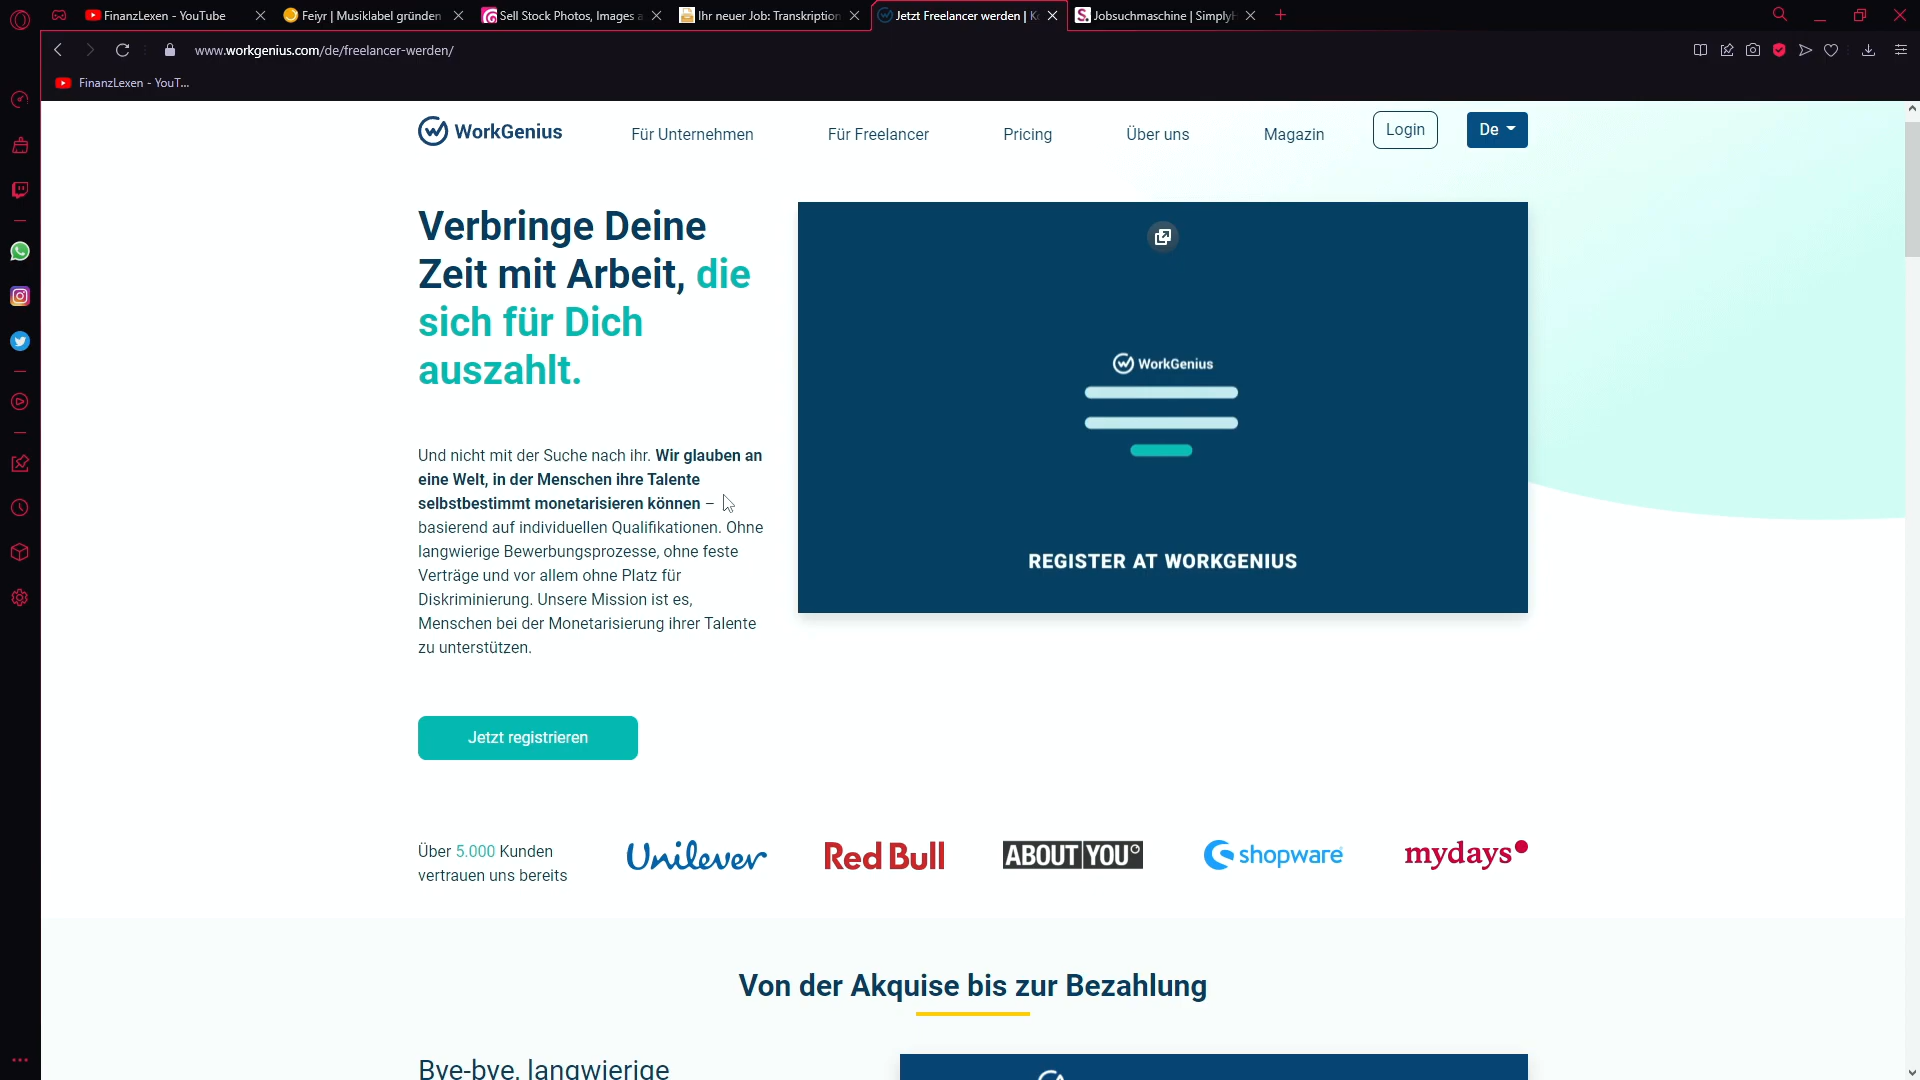 FinanzLexen - YouTube
Feiyr | Musiklabel gründen
Sell Stock Photos, Images a
Ihr neuer Job: Transkription
Jetzt Freelancer werden | Ko
Jobsuchmaschine | SimplyH
www.workgenius.com/de/freelancer-werden/
FinanzLexen - YouT...
WorkGenius
Für Unternehmen
Für Freelancer
Pricing
Über uns
Magazin
Login
De
Verbringe Deine
Zeit mit Arbeit, die
sich für Dich
auszahlt.
Und nicht mit der Suche nach ihr. Wir glauben an
eine Welt, in der Menschen ihre Talente
selbstbestimmt monetarisieren können –
basierend auf individuellen Qualifikationen. Ohne
langwierige Bewerbungsprozesse, ohne feste
Verträge und vor allem ohne Platz für
Diskriminierung. Unsere Mission ist es,
Menschen bei der Monetarisierung ihrer Talente
zu unterstützen.
WorkGenius
REGISTER AT WORKGENIUS
Jetzt registrieren
Über 5.000 Kunden
vertrauen uns bereits
Unilever
Red Bull
ABOUT YOU
shopware
mydays
Von der Akquise bis zur Bezahlung
Bye-bye, langwierige